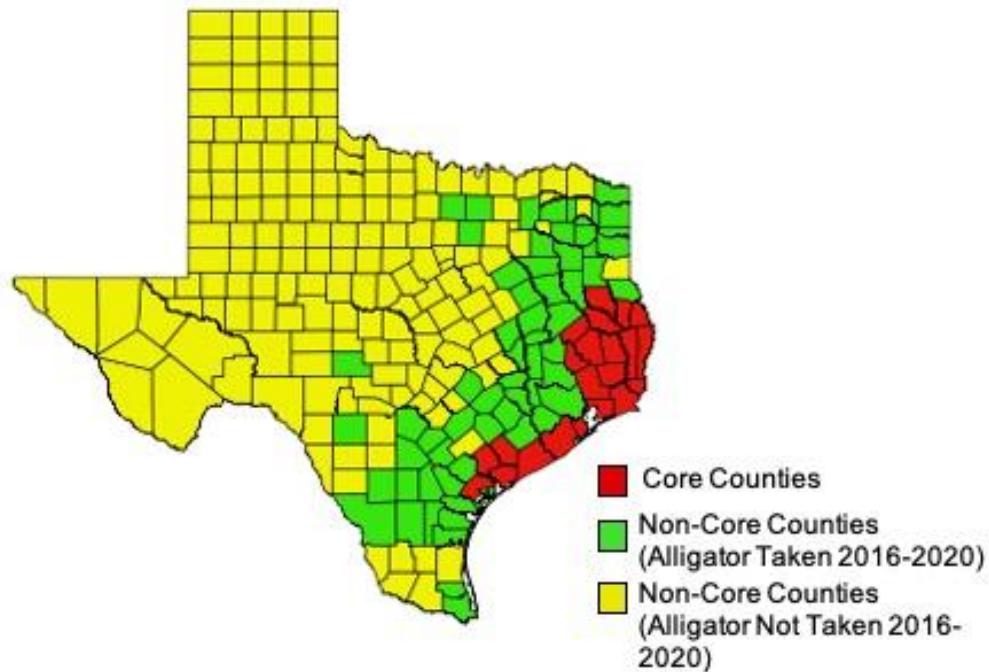 Core Counties
Non-Core Counties
(Alligator Taken 2016-2020)
Non-Core Counties
(Alligator Not Taken 2016-
2020)